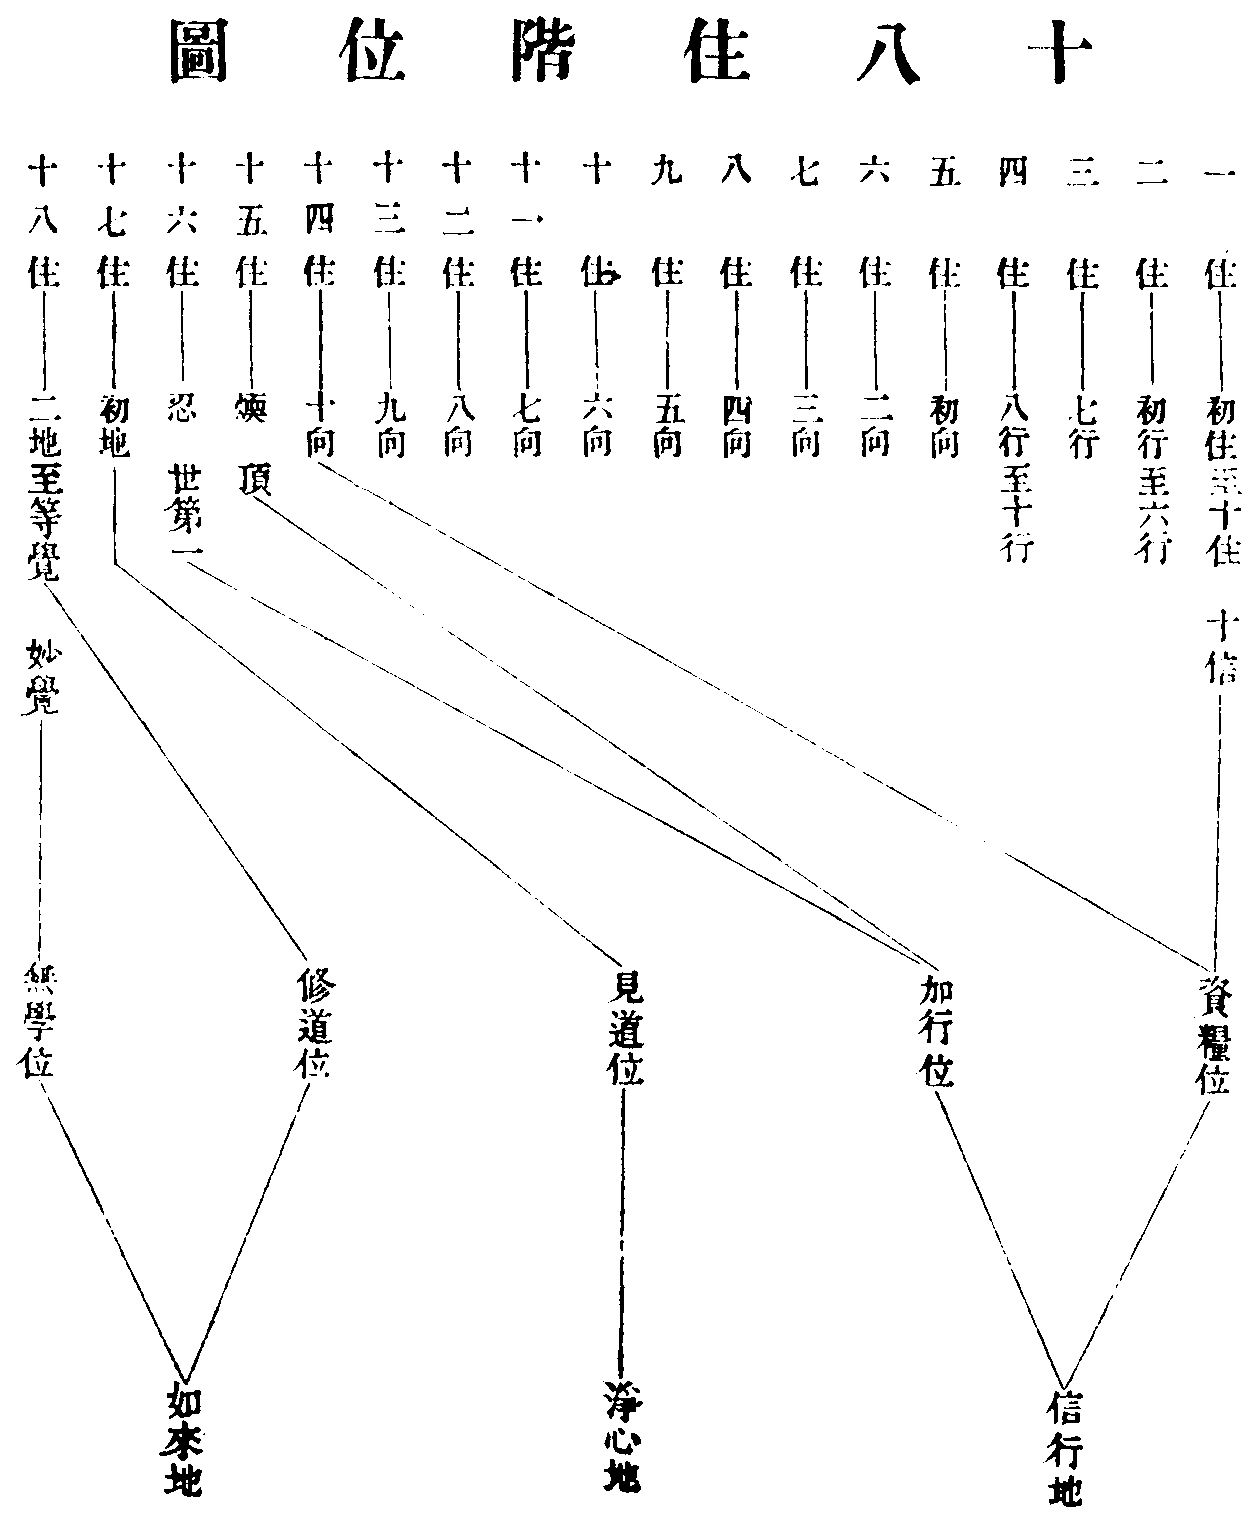 十八住階位圖
一住
初住至十住
十信
二住
初行至六行
三住
七行
四住
八行至十行
五住
初向
六住
二向
七住
三向
八住
四向
九住
五向
十住
六向
十一住
七向
十二住
八向
十三住
九向
十四住
十向
十五住
煗
頂
十六住
忍
世第一
十七住
初地
十八住
二地至等覺
妙覺
資糧位
加行位
見道位
修道位
無學位
信行地
淨心地
如來地